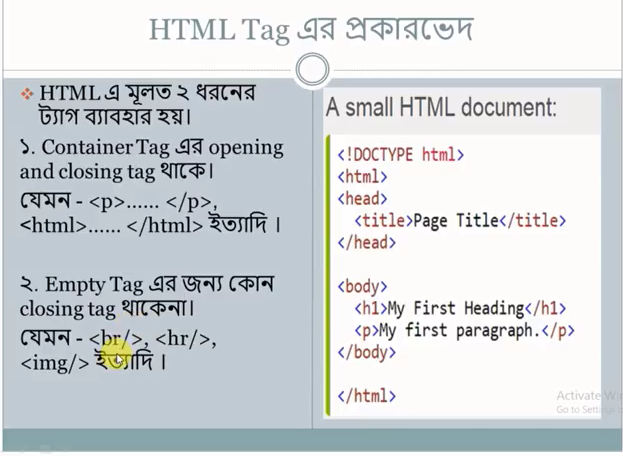 HTML Tag এর প্রকারভেদ
HTML এ মূলত ২ ধরনের
ট্যাগ ব্যাবহার হয়।
১. Container Tag এর opening
and closing tag থাকে।
যেমন - <p>...... </p>,
<html>...... </html> ইত্যাদি ।
২. Empty Tag এর জন্য কোন
closing tag থাকেনা।
যেমন - <br/>, <hr/>,
<img/> ইত্যাদি ।
A small HTML document:
<!DOCTYPE html>
<html>
<head>
<title>Page Title</title>
</head>
<body>
<h1>My First Heading</h1>
<p>My first paragraph.</p>
</body>
</html>
Activate
Go to Settings